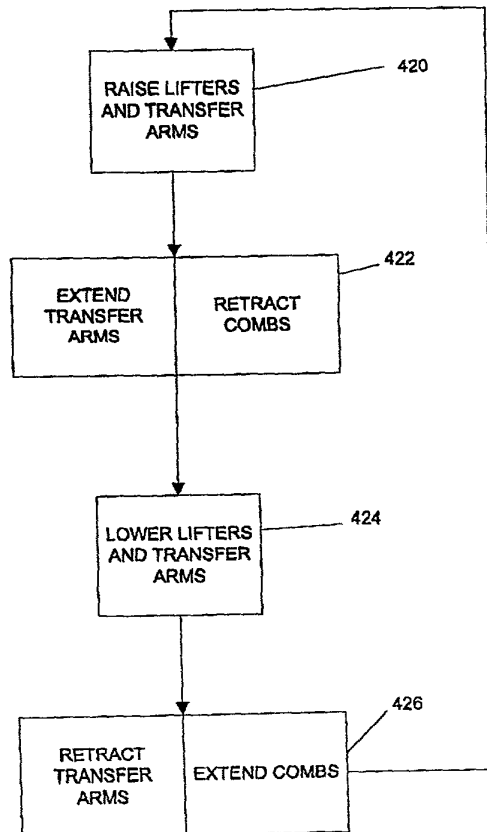 RAISE LIFTERS
AND TRANSFER
ARMS
420
EXTEND
TRANSFER
ARMS
RETRACT
COMBS
422
LOWER LIFTERS
AND TRANSFER
ARMS
424
RETRACT
TRANSFER
ARMS
EXTEND COMBS
426